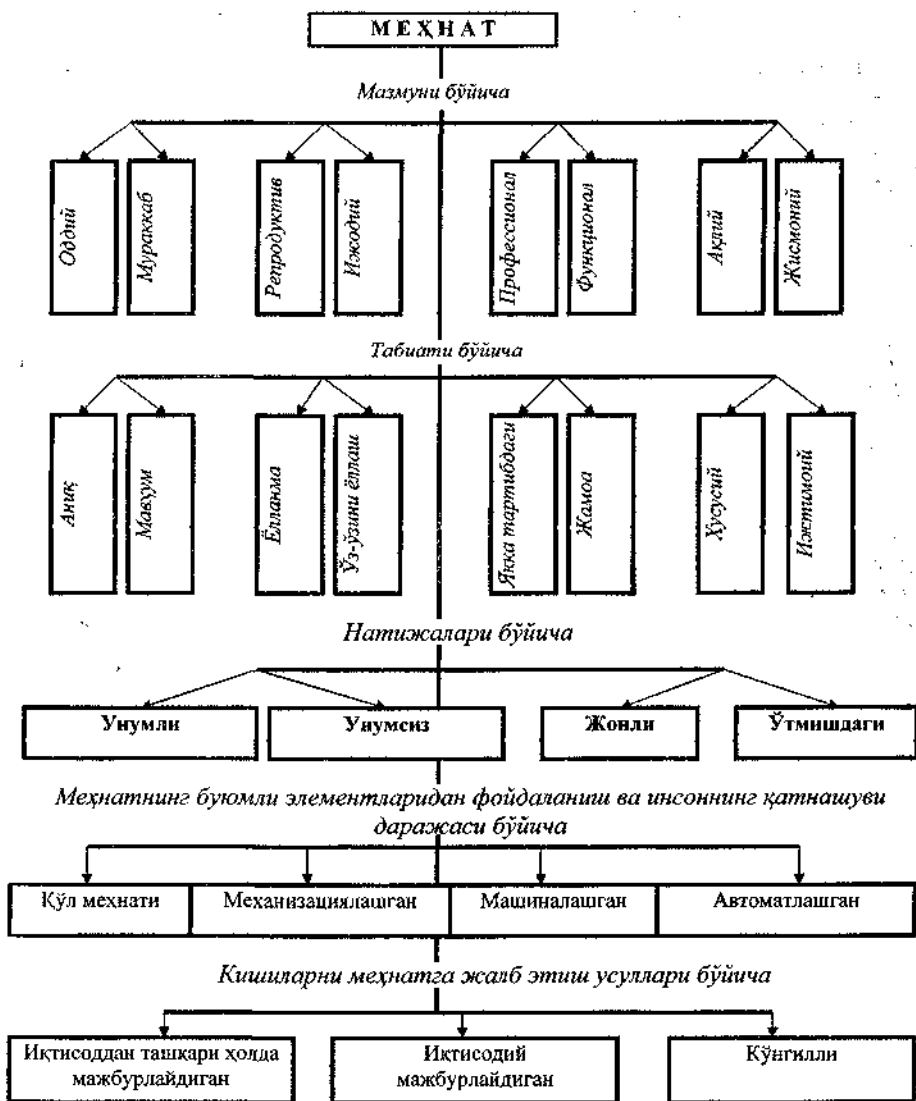 МЕҲНАТ
Мазмуни бўйича
Оддий
Мураккаб
Репродуктив
Ижодий
Профессионал
Функционал
Ақлий
Жисмоний
Табиати бўйича
Аниқ
Мавҳум
Ёлланма
Ўз-ўзини ёллаш
Якка тартибдаги
Жамоа
Хусусий
Ижтимоий
Натижалари бўйича
Унумли
Унумсиз
Жонли
Ўтмишдаги
Меҳнатнинг буюмли элементларидан фойдаланиш ва инсоннинг қатнашуви
даражаси бўйича
Қўл меҳнати
Механизациялашган
Машиналашган
Автоматлашган
Кишиларни меҳнатга жалб этиш усуллари бўйича
Иқтисоддан ташқари ҳолда
мажбурлайдиган
Иқтисодий
мажбурлайдиган
Кўнгилли